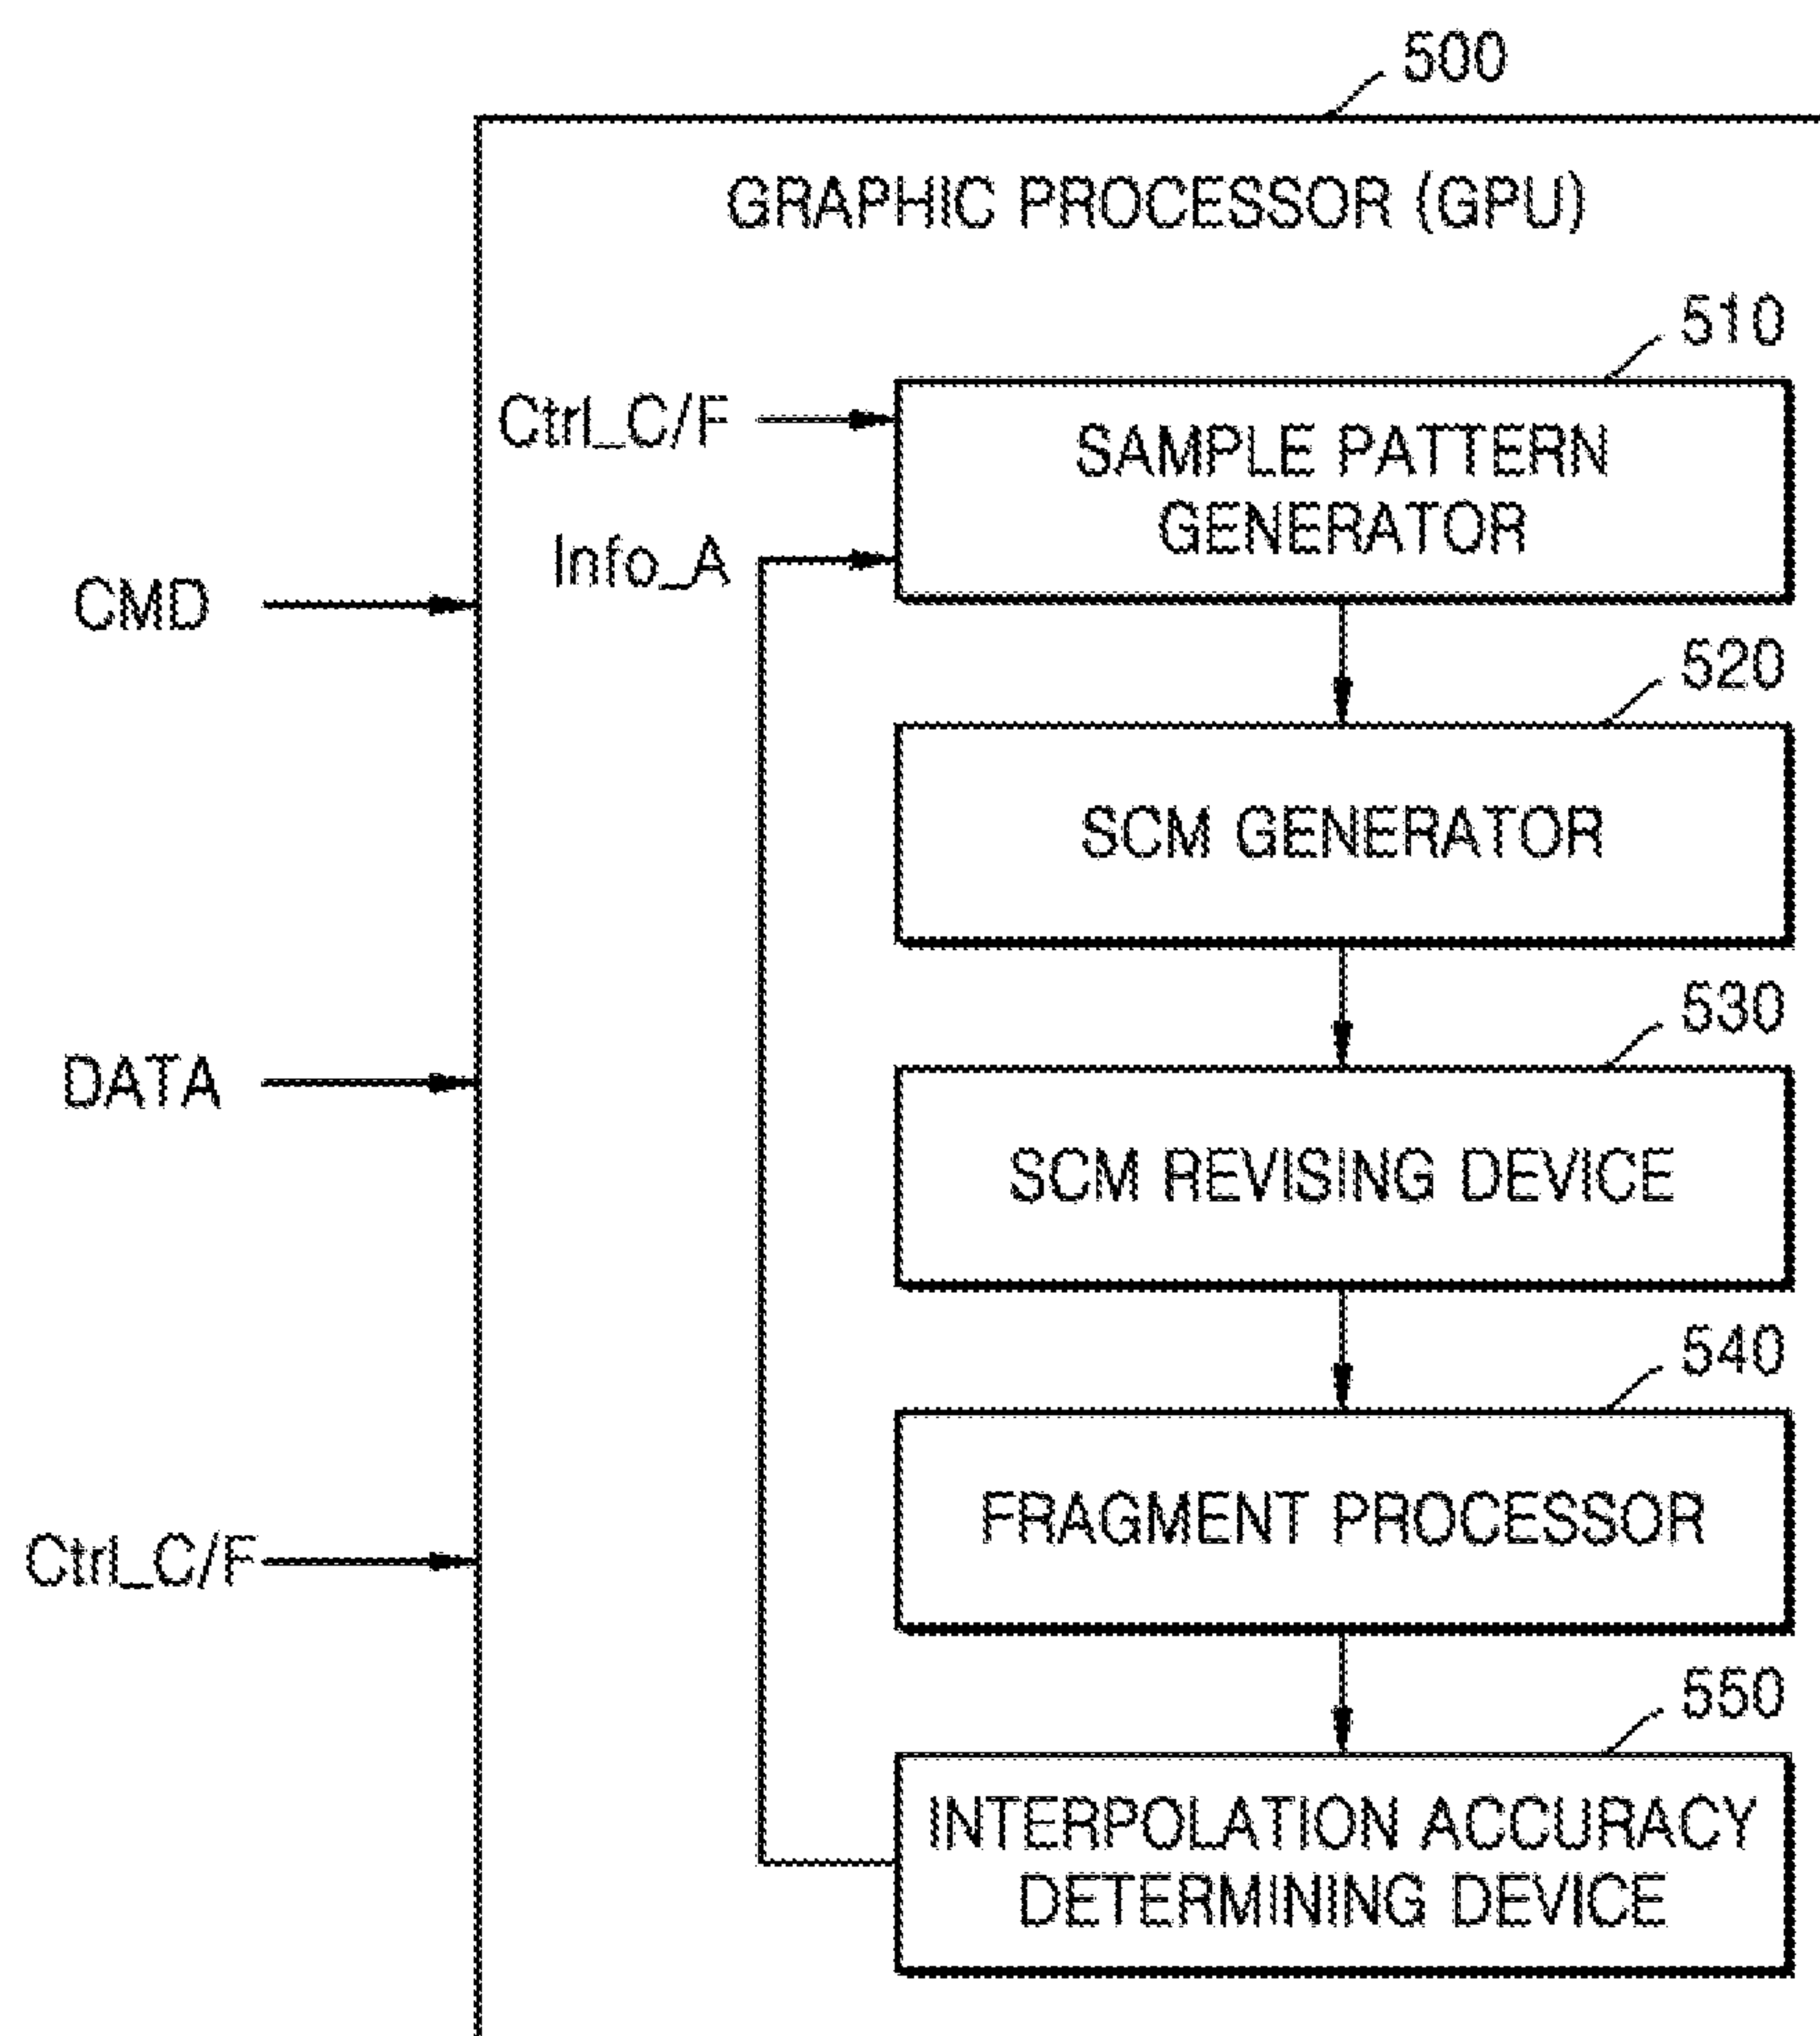 500
GRAPHIC PROCESSOR (GPU)
510
Ctrl_C/F
SAMPLE PATTERN
GENERATOR
Info_A
CMD
520
SCM GENERATOR
530
DATA
SCM REVISING DEVICE
540
FRAGMENT PROCESSOR
Ctrl_C/F
550
INTERPOLATION ACCURACY
DETERMINING DEVICE